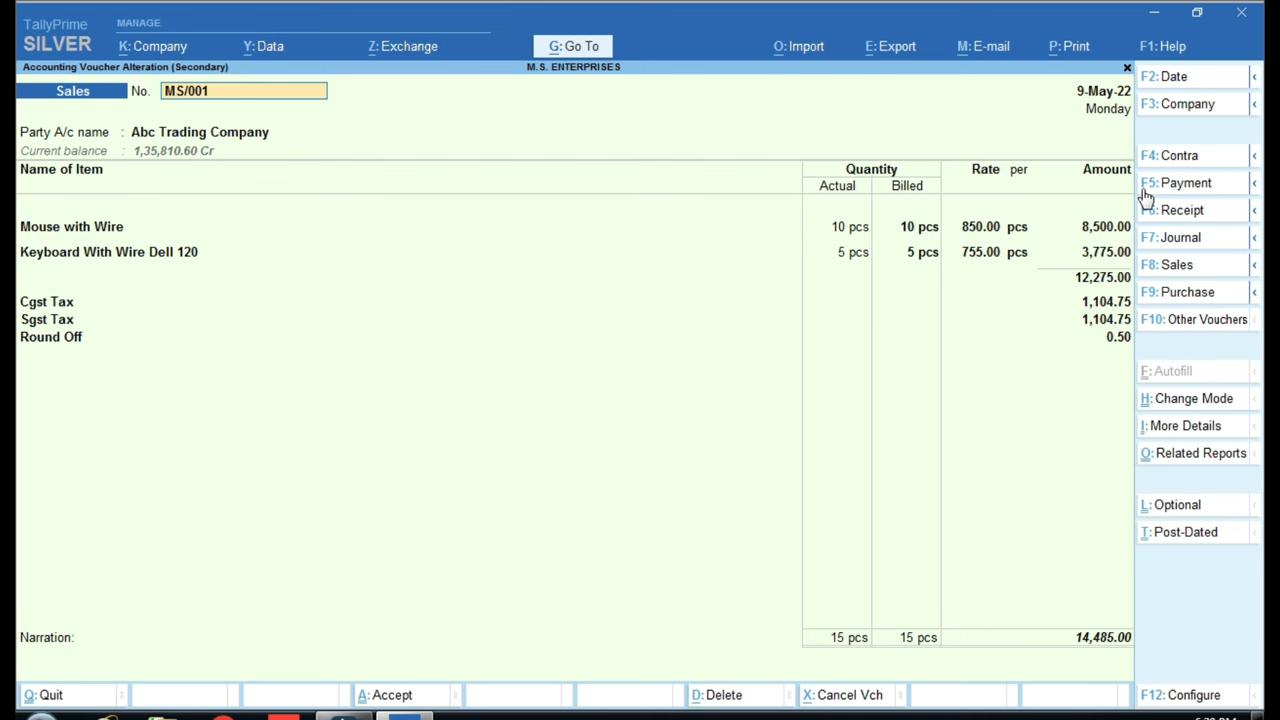 TallyPrime
MANAGE
SILVER
K: Company
Y: Data
Z: Exchange
G: Go To
O: Import
E: Export
M: E-mail
P: Print
F1: Help
Accounting Voucher Alteration (Secondary)
M.S. ENTERPRISES
F2: Date
Sales No. MS/001
9-May-22
F3: Company
Monday
Party A/c name : Abc Trading Company
Current balance : 1,35,810.60 Cr
F4: Contra
Name of Item Quantity Rate per Amount
Actual Billed
F5: Payment
F6: Receipt
Mouse with Wire 10 pcs 10 pcs 850.00 pcs 8,500.00
F7: Journal
Keyboard With Wire Dell 120 5 pcs 5 pcs 755.00 pcs 3,775.00
F8: Sales
12,275.00
F9: Purchase
Cgst Tax 1,104.75
Sgst Tax 1,104.75
F10: Other Vouchers
Round Off 0.50
F: Autofill
H: Change Mode
I: More Details
O: Related Reports
L: Optional
T: Post-Dated
Narration: 15 pcs 15 pcs 14,485.00
Q: Quit
A: Accept
D: Delete
X: Cancel Vch
F12: Configure